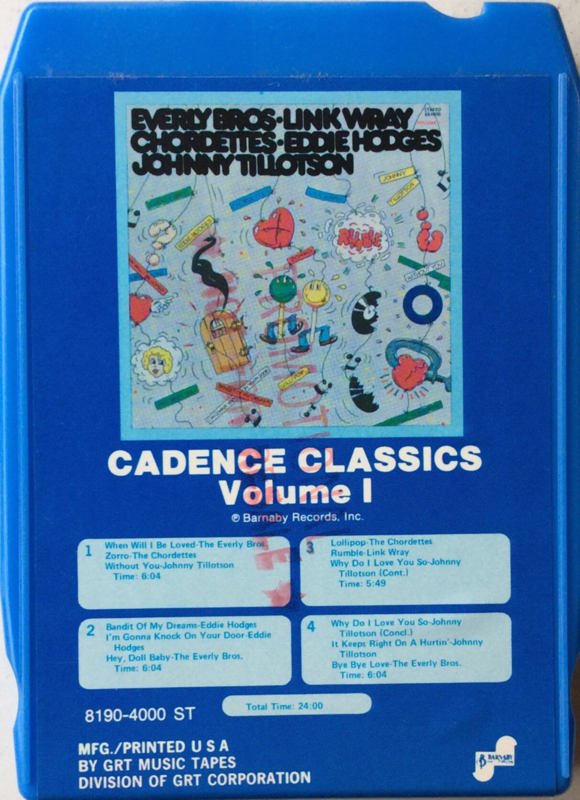 EVERLY BROS•LINK WRAY
CHORDETTES•EDDIE HODGES
JOHNNY TILLOTSON
JOHNNY
RUMBLE
CADENCE CLASSICS
Volume I
℗ Barnaby Records, Inc.
1 When Will I Be Loved-The Everly Bros.
Zorro-The Chordettes
Without You-Johnny Tillotson
Time: 6:04
2 Bandit Of My Dreams-Eddie Hodges
I'm Gonna Knock On Your Door-Eddie
Hodges
Hey, Doll Baby-The Everly Bros.
Time: 6:04
3 Lollipop-The Chordettes
Rumble-Link Wray
Why Do I Love You So-Johnny
Tillotson (Cont.)
Time: 5:49
4 Why Do I Love You So-Johnny
Tillotson (Concl.)
It Keeps Right On A Hurtin'-Johnny
Tillotson
Bye Bye Love-The Everly Bros.
Time: 6:04
Total Time: 24:00
8190-4000 ST
MFG./PRINTED U S A
BY GRT MUSIC TAPES
DIVISION OF GRT CORPORATION
BARNABY